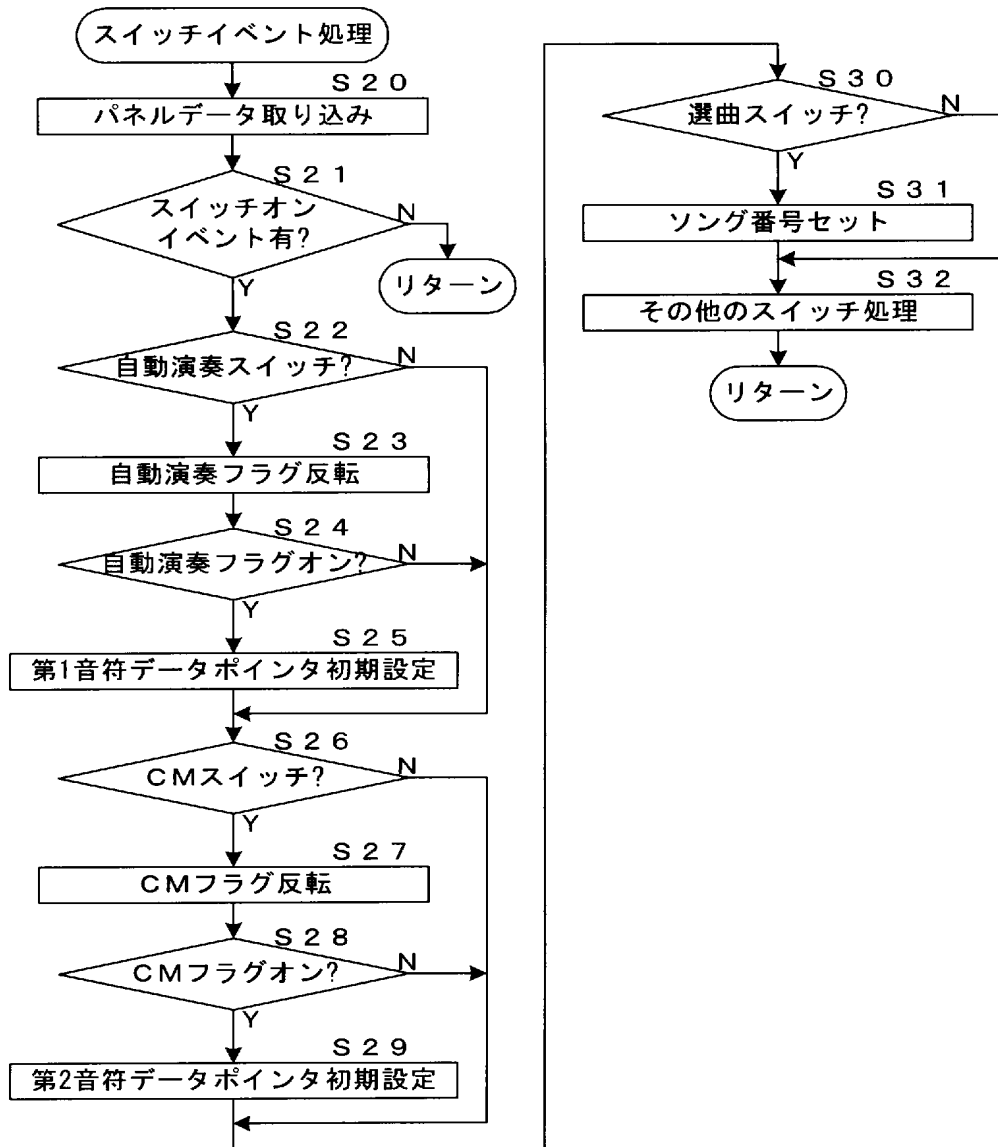 スイッチイベント処理
S20
パネルデータ取り込み
S21
スイッチオン
イベント有?
N
Y
リターン
S22
自動演奏スイッチ?
N
Y
S23
自動演奏フラグ反転
S24
自動演奏フラグオン?
N
Y
S25
第1音符データポインタ初期設定
S26
CMスイッチ?
N
Y
S27
CMフラグ反転
S28
CMフラグオン?
N
Y
S29
第2音符データポインタ初期設定
S30
選曲スイッチ?
N
Y
S31
ソング番号セット
S32
その他のスイッチ処理
リターン